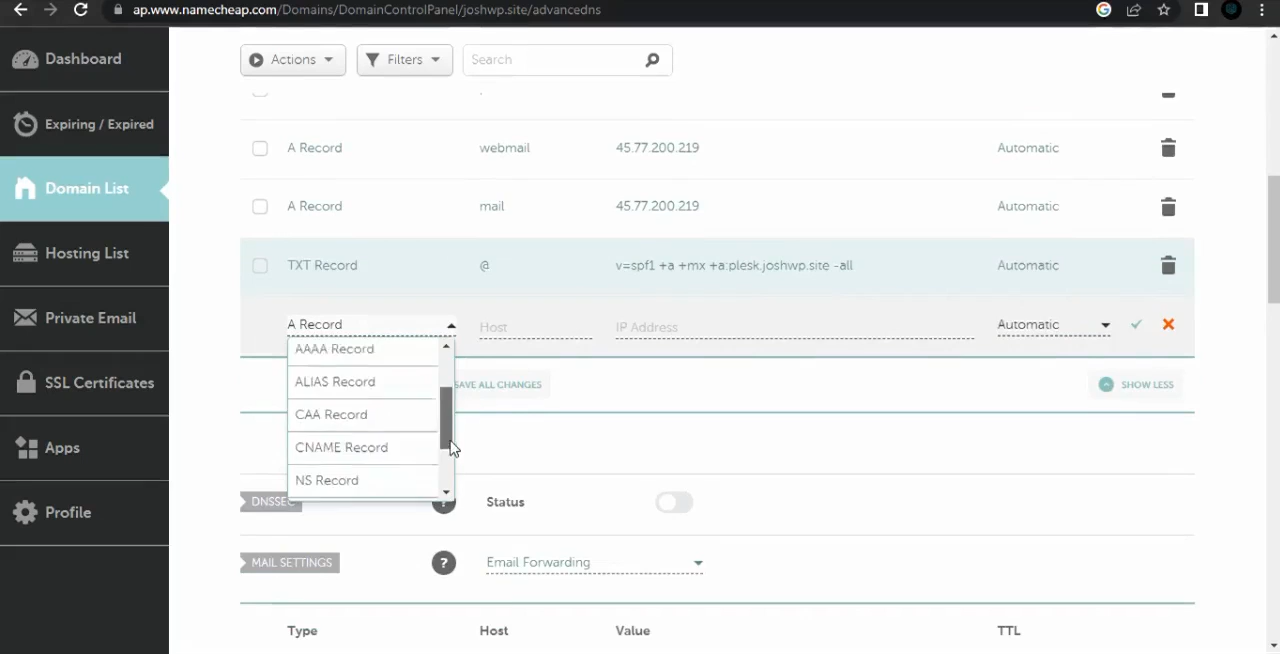 ap.www.namecheap.com/Domains/DomainControlPanel/joshwp.site/advancedns
Dashboard
Expiring / Expired
Domain List
Hosting List
Private Email
SSL Certificates
Apps
Profile
Actions
Filters
Search
A Record webmail 45.77.200.219 Automatic
A Record mail 45.77.200.219 Automatic
TXT Record @ v=spf1 +a +mx +a:plesk.joshwp.site -all Automatic
A Record Host IP Address Automatic
AAAA Record
ALIAS Record
CAA Record
CNAME Record
NS Record
SAVE ALL CHANGES
SHOW LESS
DNSSEC ? Status
MAIL SETTINGS ? Email Forwarding
Type Host Value TTL